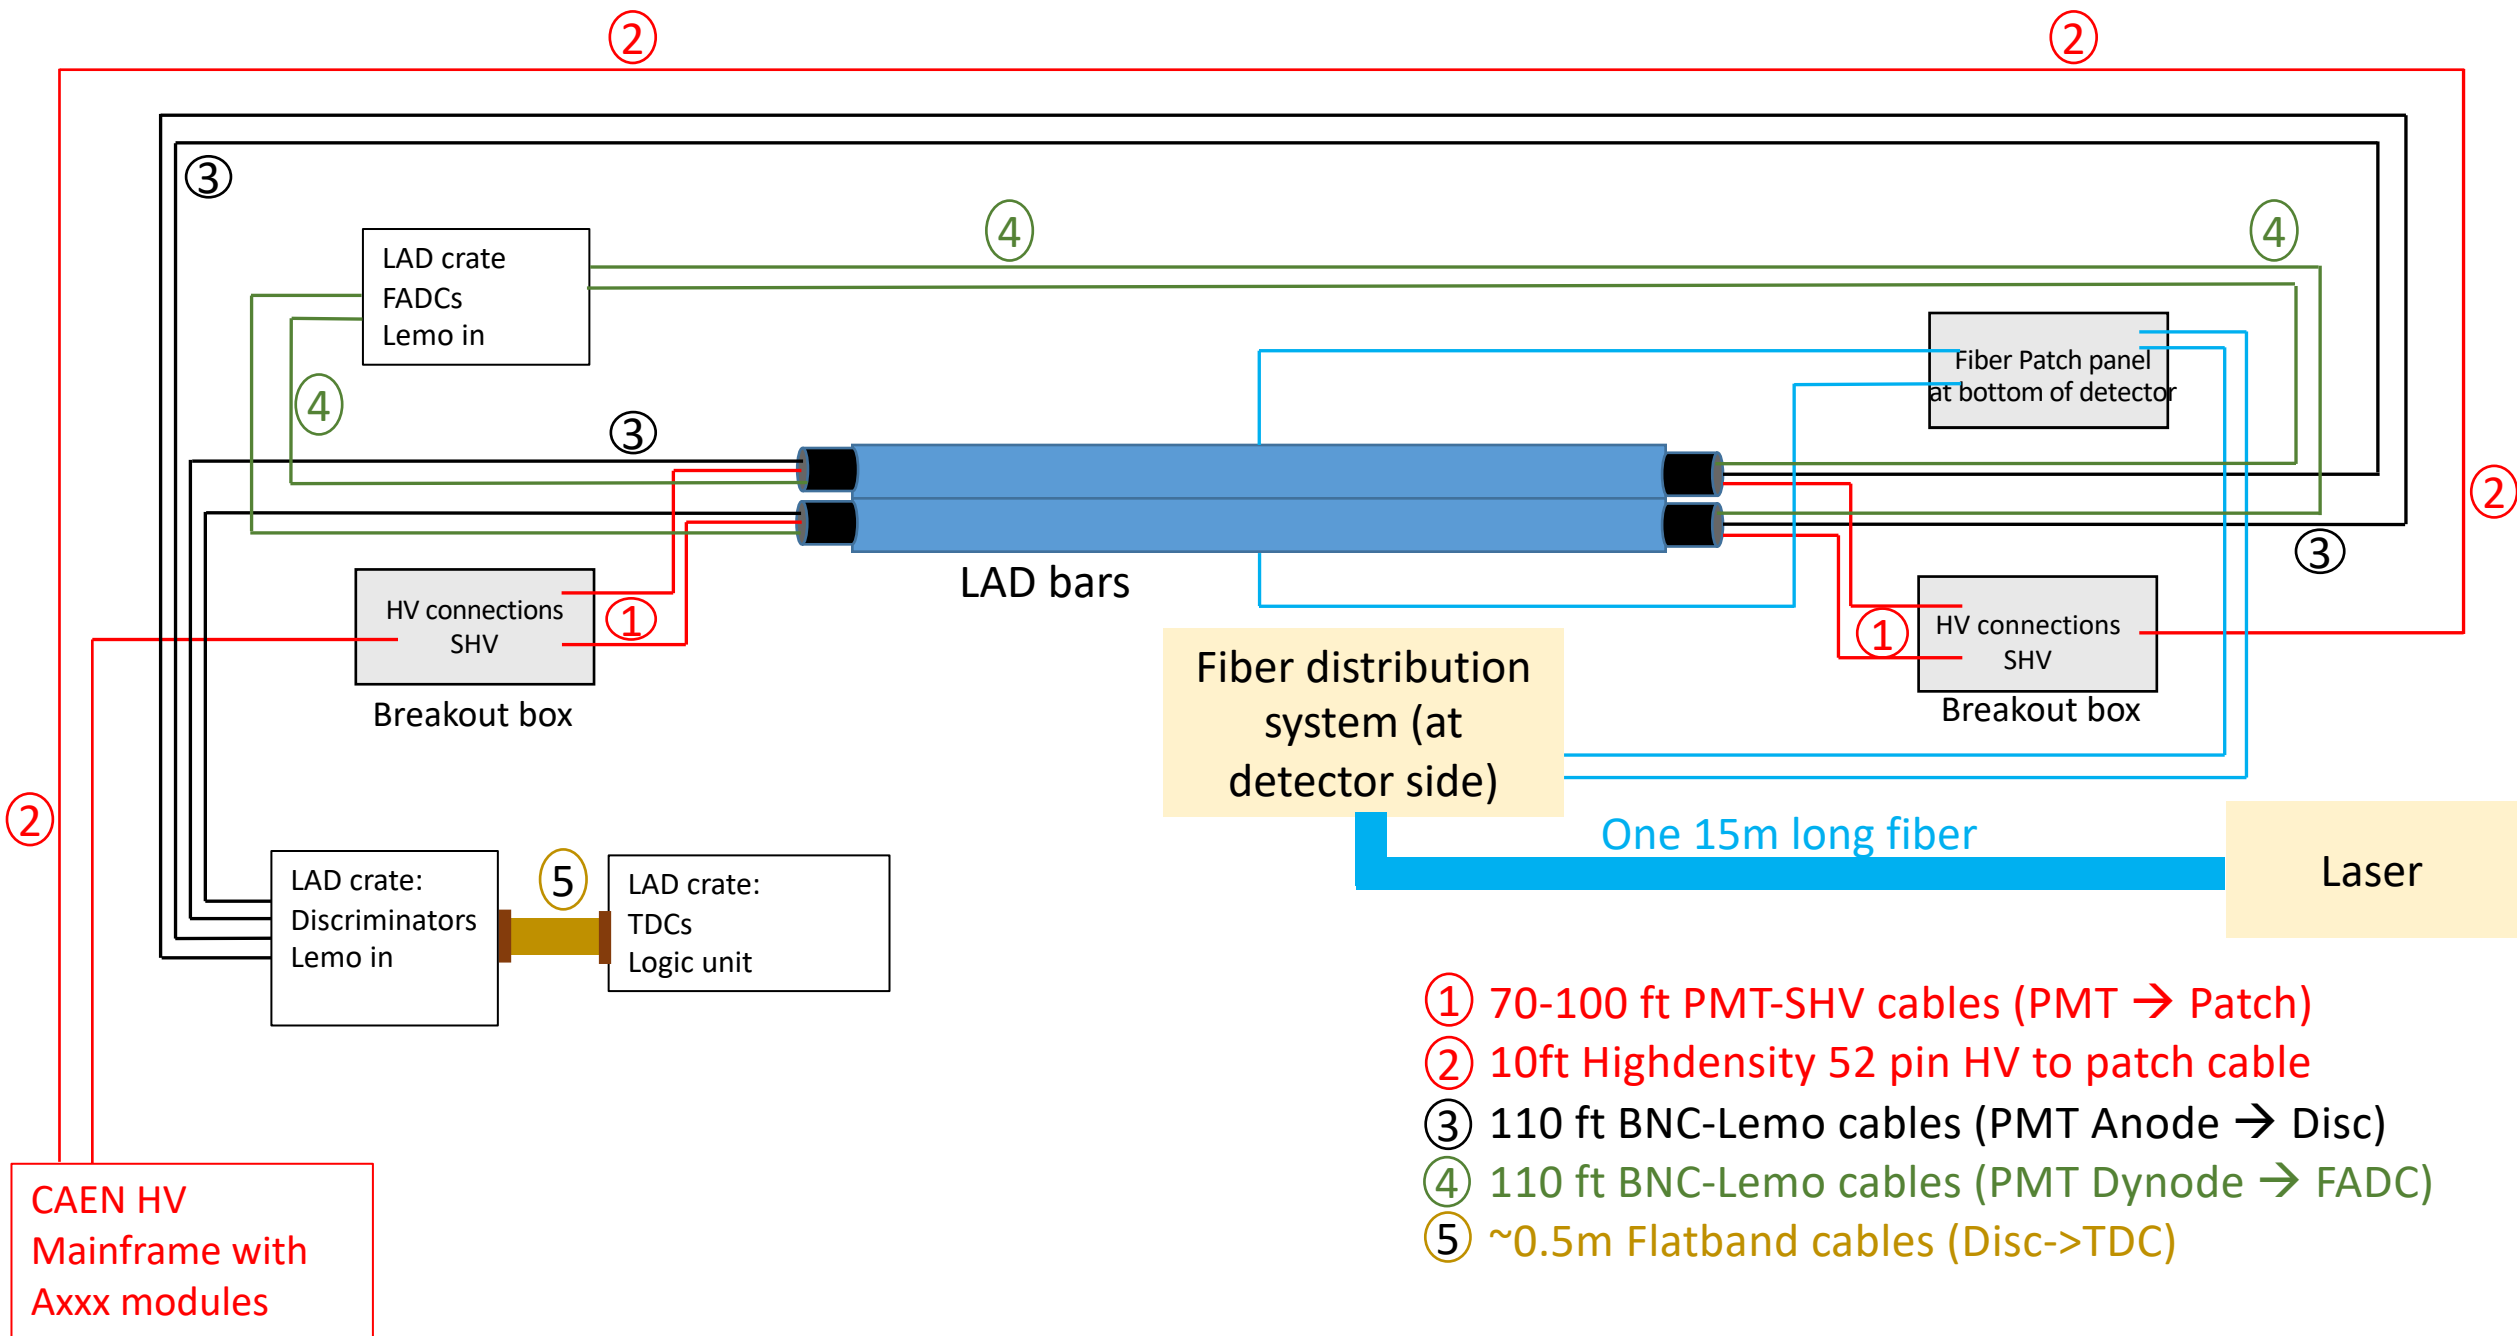 2
2
3
4
4
LAD crate
FADCs
Lemo in
Fiber Patch panel
at bottom of detector
4
3
2
3
LAD bars
HV connections
SHV
1
Breakout box
1
HV connections
SHV
Breakout box
Fiber distribution
system (at
detector side)
2
One 15m long fiber
Laser
LAD crate:
Discriminators
Lemo in
5
LAD crate:
TDCs
Logic unit
1 70-100 ft PMT-SHV cables (PMT → Patch)
2 10ft Highdensity 52 pin HV to patch cable
3 110 ft BNC-Lemo cables (PMT Anode → Disc)
4 110 ft BNC-Lemo cables (PMT Dynode → FADC)
5 ~0.5m Flatband cables (Disc->TDC)
CAEN HV
Mainframe with
Axxx modules